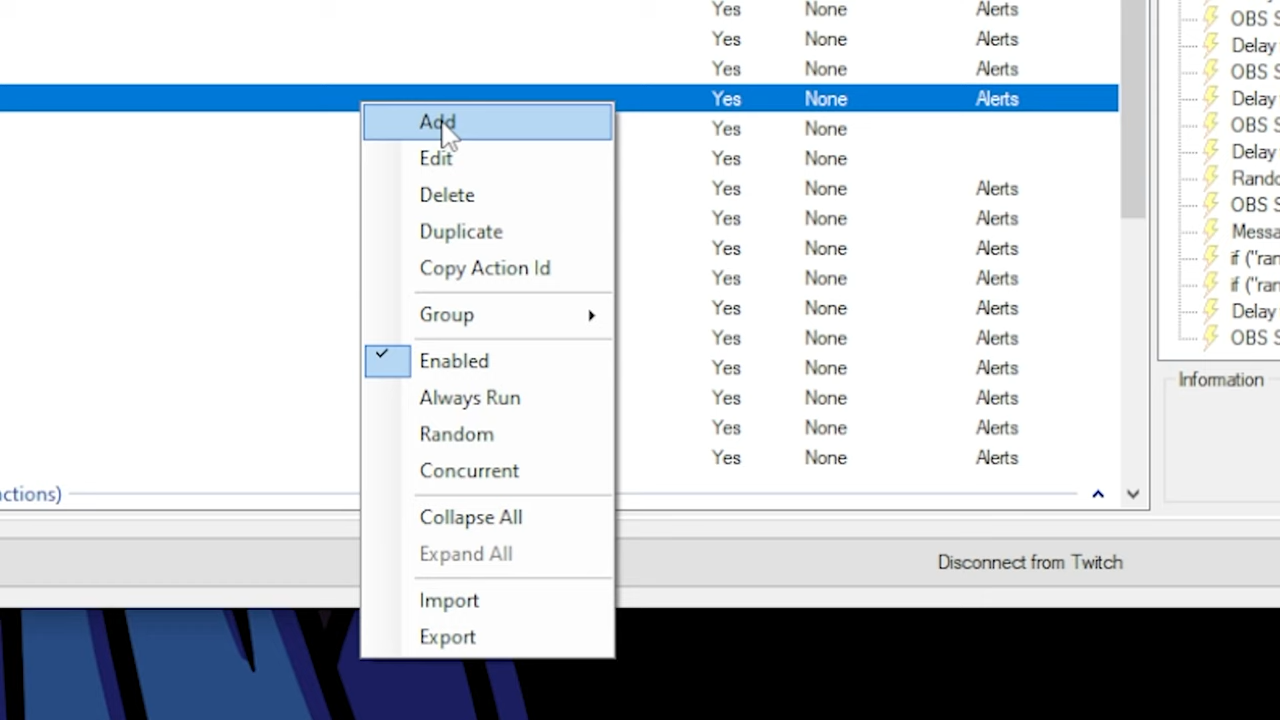 Yes None Alerts
Yes None Alerts
Yes None Alerts
Yes None Alerts
Yes None
Yes None
Yes None Alerts
Yes None Alerts
Yes None Alerts
Yes None Alerts
Yes None Alerts
Yes None Alerts
Yes None Alerts
Yes None Alerts
Yes None Alerts
Yes None Alerts
ctions)
Add
Edit
Delete
Duplicate
Copy Action Id
Group
Enabled
Always Run
Random
Concurrent
Collapse All
Expand All
Import
Export
OBS S
Delay
OBS S
Delay
OBS S
Delay
Rando
OBS S
Messa
if ("ran
if ("ran
Delay
OBS S
Information
Disconnect from Twitch